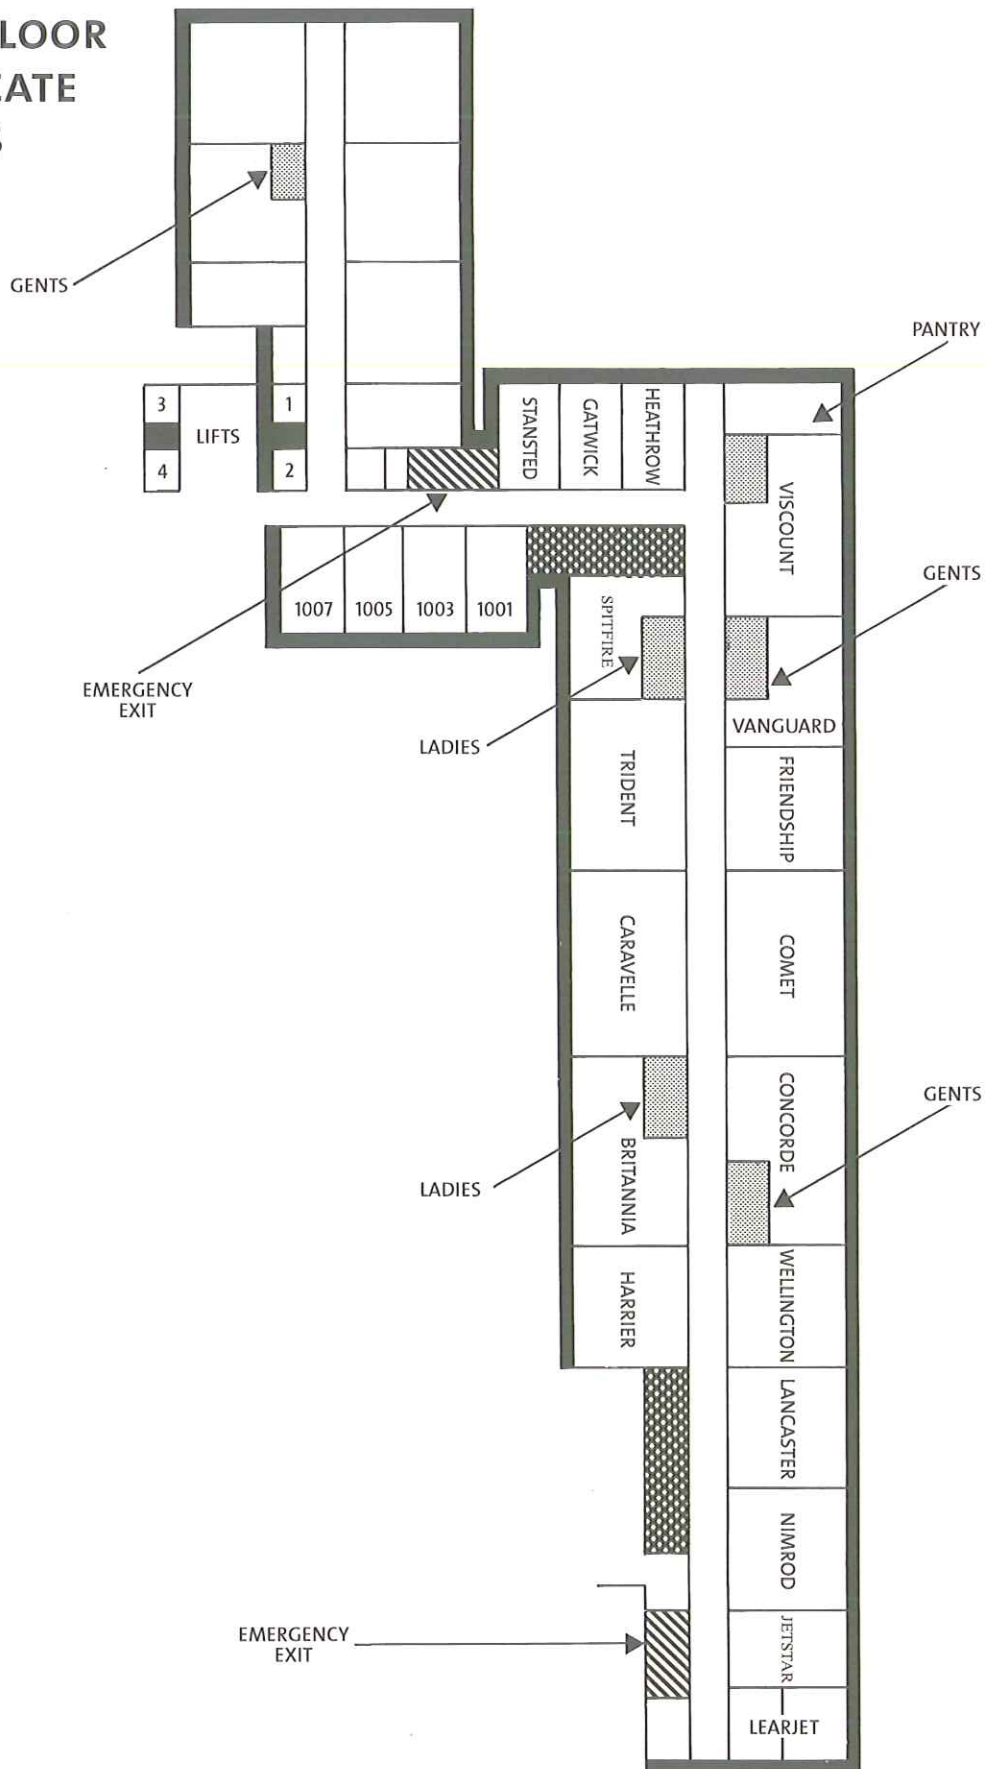 LOOR
GENTS
PANTRY
3
1
LIFTS
4
2
STANSTED
GATWICK
HEATHROW
VISCOUNT
GENTS
1007
1005
1003
1001
SPITFIRE
EMERGENCY
EXIT
LADIES
VANGUARD
TRIDENT
FRIENDSHIP
CARAVELLE
COMET
CONCORDE
GENTS
LADIES
BRITANNIA
HARRIER
WELLINGTON
LANCASTER
NIMROD
EMERGENCY
EXIT
JETSTAR
LEARJET